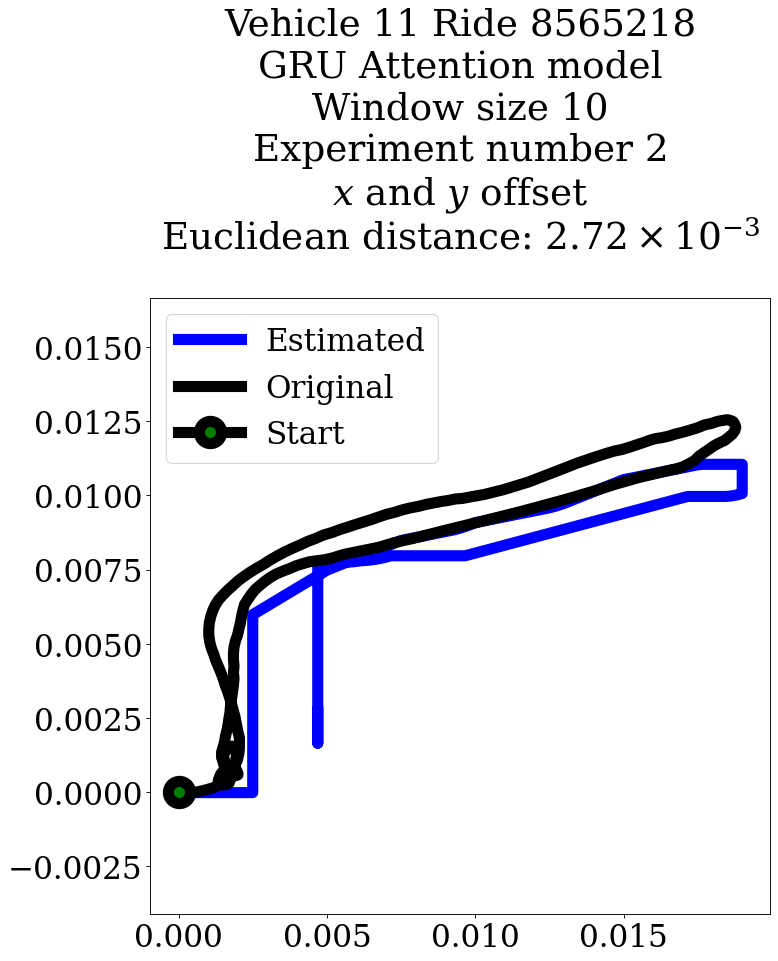 Vehicle 11 Ride 8565218
GRU Attention model
Window size 10
Experiment number 2
x and y offset
Euclidean distance: 2.72 × 10⁻³
Estimated
Original
Start
0.0150
0.0125
0.0100
0.0075
0.0050
0.0025
0.0000
−0.0025
0.000 0.005 0.010 0.015